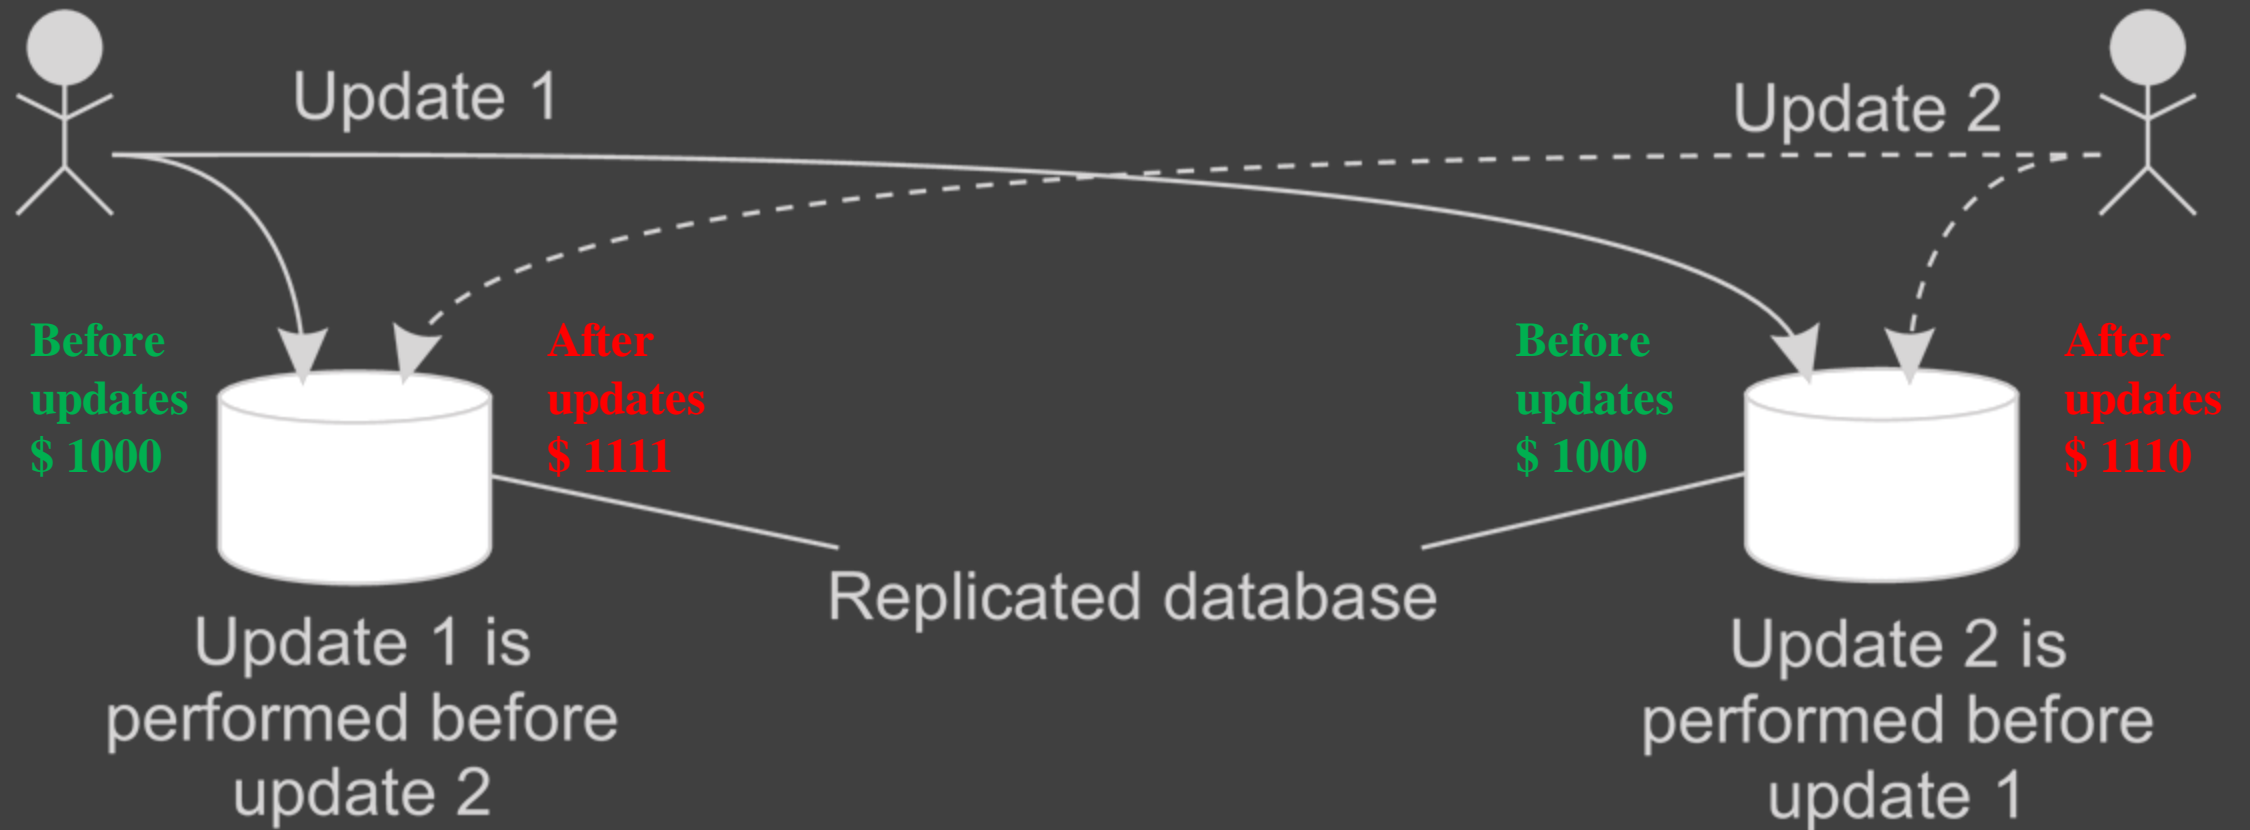 Update 1
Update 2
Before
updates
$ 1000
After
updates
$ 1111
Before
updates
$ 1000
After
updates
$ 1110
Replicated database
Update 1 is
performed before
update 2
Update 2 is
performed before
update 1